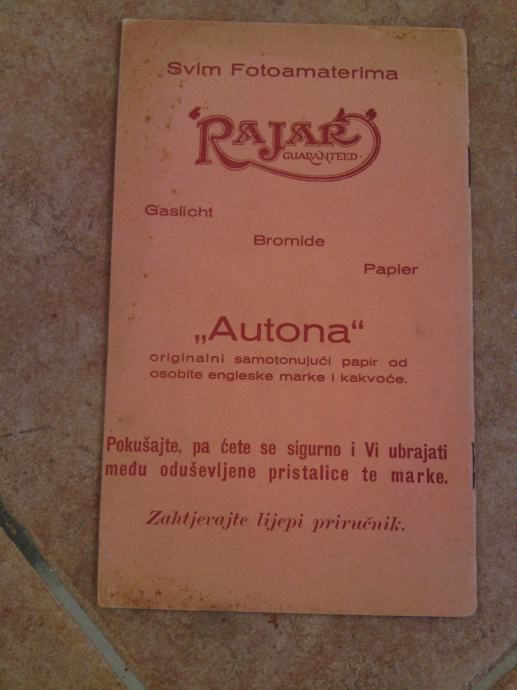 Svim Fotoamaterima
"RAJAR"
GUARANTEED.
Gaslicht
Bromide
Papier
„Autona“
originalni samotonujući papir od
osobite engleske marke i kakvoće.
Pokušajte, pa ćete se sigurno i Vi ubrajati
među oduševljene pristalice te marke.
Zahtjevajte lijepi priručnik.